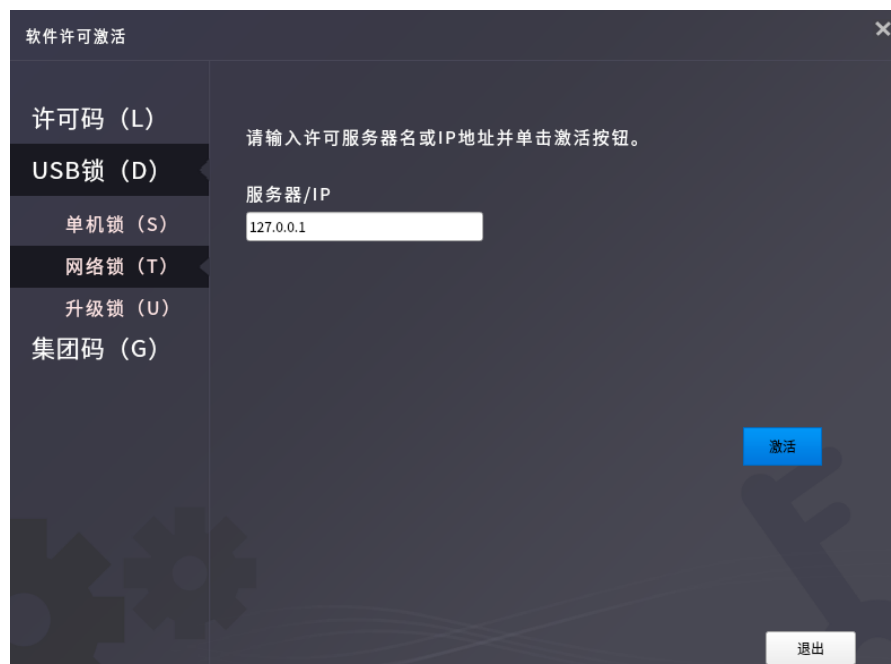 软件许可激活
许可码（L）
USB锁（D）
单机锁（S）
网络锁（T）
升级锁（U）
集团码（G）
请输入许可服务器名或IP地址并单击激活按钮。
服务器/IP
127.0.0.1
激活
退出